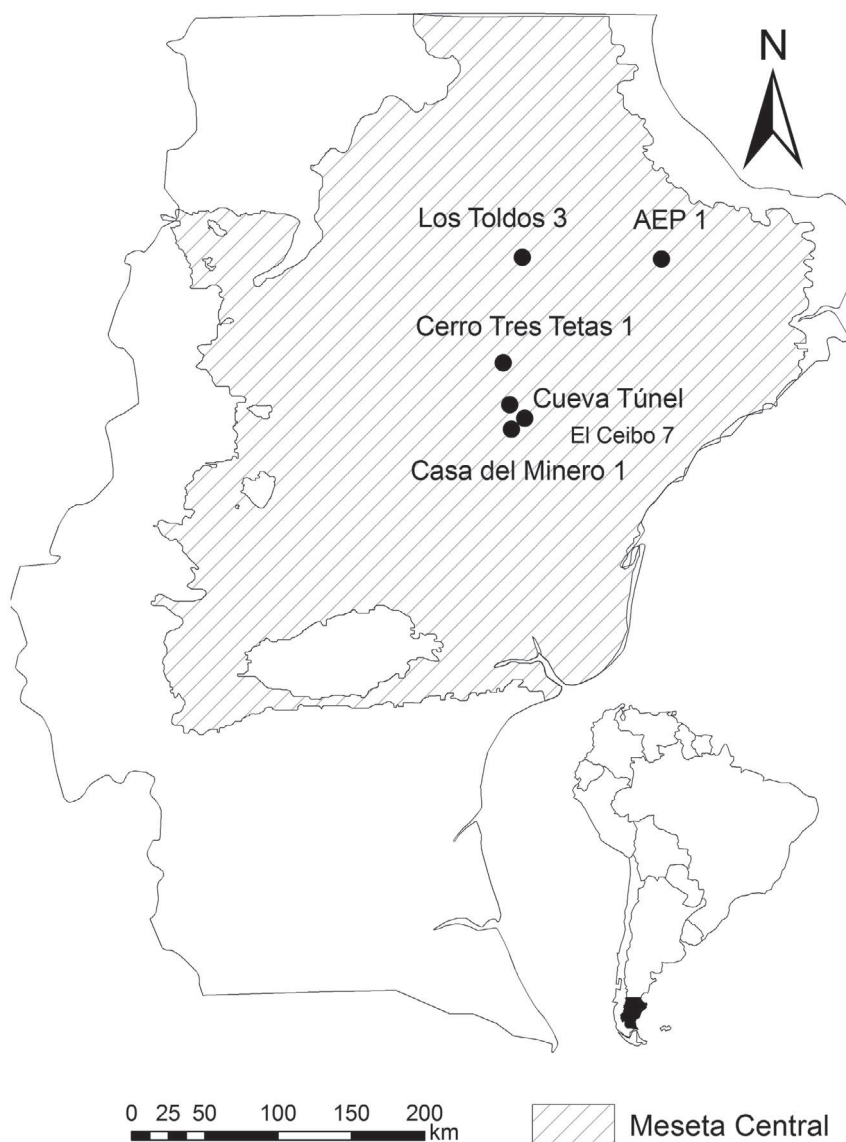 N
Los Toldos 3
AEP 1
Cerro Tres Tetas 1
Cueva Túnel
El Ceibo 7
Casa del Minero 1
0 25 50 100 150 200
km
Meseta Central